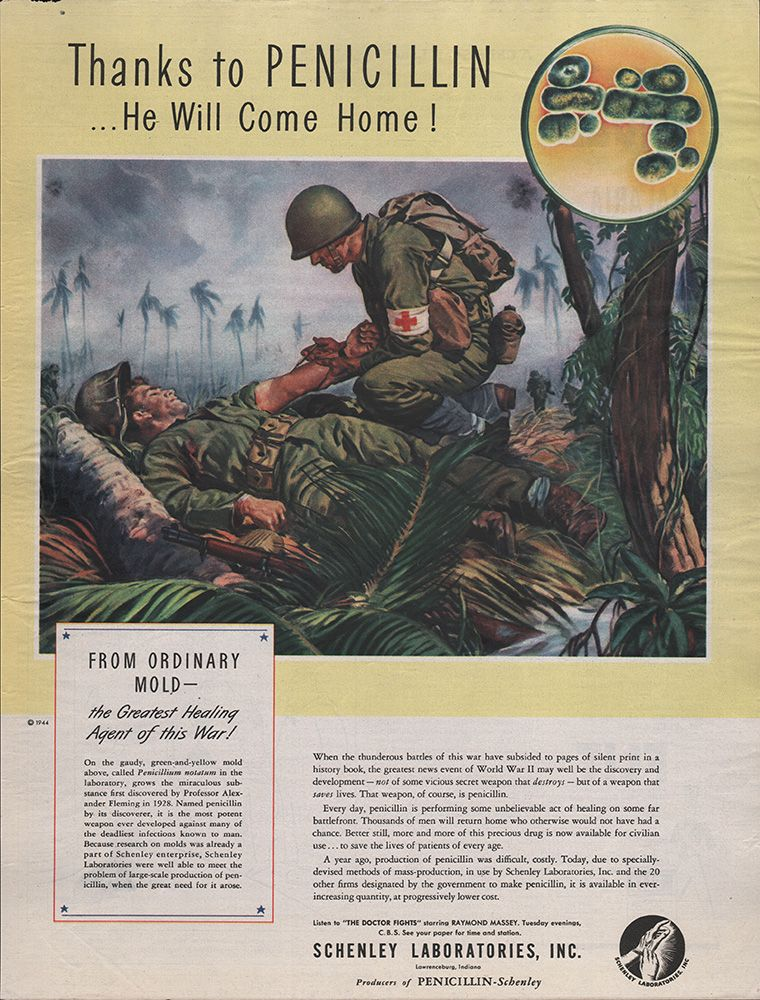 Thanks to PENICILLIN
...He Will Come Home!
FROM ORDINARY
MOLD—
the Greatest Healing
Agent of this War!
On the gaudy, green-and-yellow mold
above, called Penicillium notatum in the
laboratory, grows the miraculous sub-
stance first discovered by Professor Alex-
ander Fleming in 1928. Named penicillin
by its discoverer, it is the most potent
weapon ever developed against many of
the deadliest infections known to man.
Because research on molds was already a
part of Schenley enterprise, Schenley
Laboratories were well able to meet the
problem of large-scale production of pen-
icillin, when the great need for it arose.
© 1944
When the thunderous battles of this war have subsided to pages of silent print in a
history book, the greatest news event of World War II may well be the discovery and
development — not of some vicious secret weapon that destroys — but of a weapon that
saves lives. That weapon, of course, is penicillin.
Every day, penicillin is performing some unbelievable act of healing on some far
battlefront. Thousands of men will return home who otherwise would not have had a
chance. Better still, more and more of this precious drug is now available for civilian
use...to save the lives of patients of every age.
A year ago, production of penicillin was difficult, costly. Today, due to specially-
devised methods of mass-production, in use by Schenley Laboratories, Inc. and the 20
other firms designated by the government to make penicillin, it is available in ever-
increasing quantity, at progressively lower cost.
Listen to "THE DOCTOR FIGHTS" starring RAYMOND MASSEY. Tuesday evenings,
C.B.S. See your paper for time and station.
SCHENLEY LABORATORIES, INC.
Lawrenceburg, Indiana
Producers of PENICILLIN-Schenley
SCHENLEY LABORATORIES, INC.